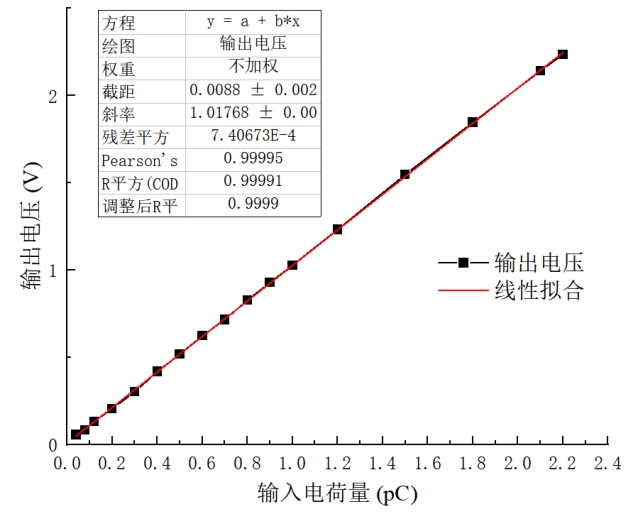 方程 y = a + b*x
绘图 输出电压
权重 不加权
截距 0.0088 ± 0.002
斜率 1.01768 ± 0.00
残差平方 7.40673E-4
Pearson's 0.99995
R平方(COD 0.99991
调整后R平 0.9999
2
1
0
输出电压 (V)
输出电压
线性拟合
0.0 0.2 0.4 0.6 0.8 1.0 1.2 1.4 1.6 1.8 2.0 2.2 2.4
输入电荷量 (pC)